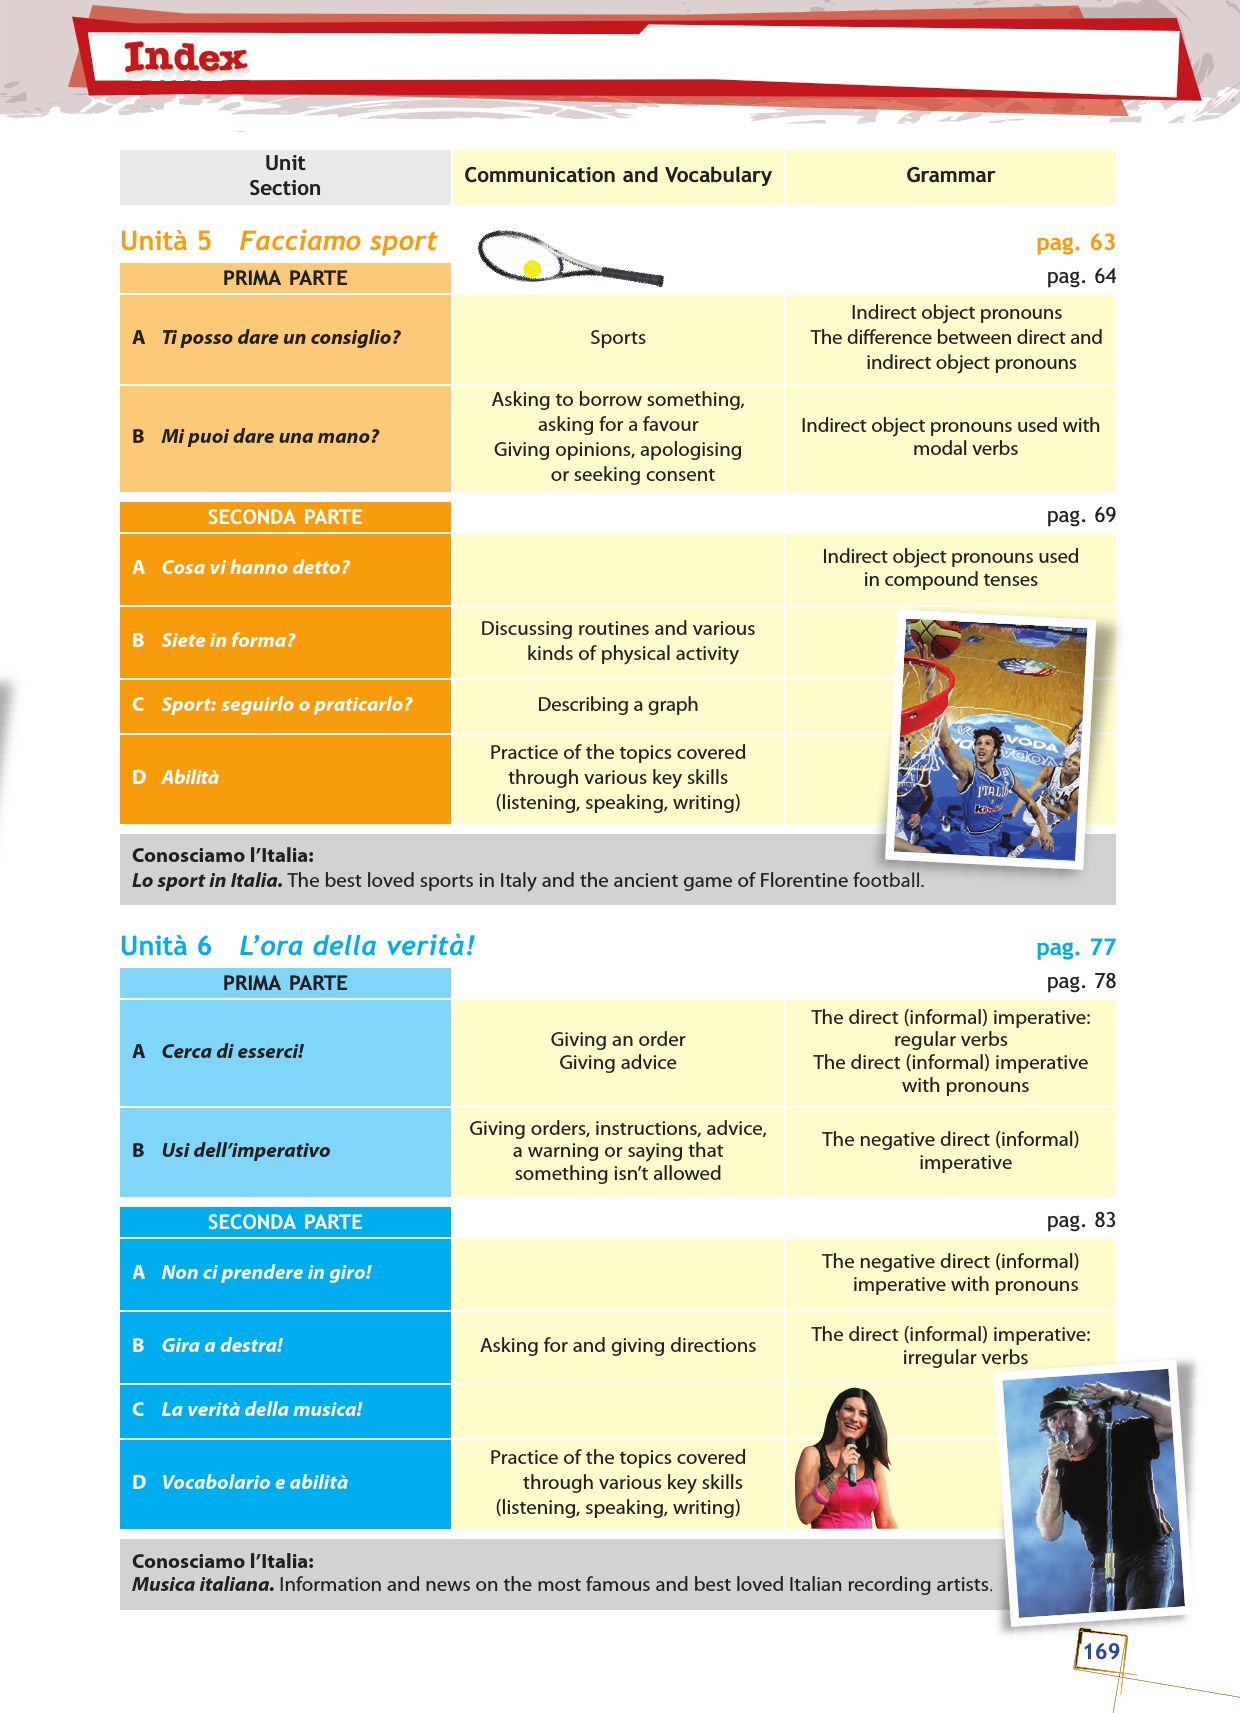 Index
Unit
Section
Communication and Vocabulary
Grammar
Unità 5 Facciamo sport
pag. 63
PRIMA PARTE
pag. 64
A Ti posso dare un consiglio?
Sports
Indirect object pronouns
The difference between direct and
indirect object pronouns
B Mi puoi dare una mano?
Asking to borrow something,
asking for a favour
Giving opinions, apologising
or seeking consent
Indirect object pronouns used with
modal verbs
SECONDA PARTE
pag. 69
A Cosa vi hanno detto?
Indirect object pronouns used
in compound tenses
B Siete in forma?
Discussing routines and various
kinds of physical activity
C Sport: seguirlo o praticarlo?
Describing a graph
D Abilità
Practice of the topics covered
through various key skills
(listening, speaking, writing)
VODA
ITALIA
Conosciamo l’Italia:
Lo sport in Italia. The best loved sports in Italy and the ancient game of Florentine football.
Unità 6 L’ora della verità!
pag. 77
PRIMA PARTE
pag. 78
A Cerca di esserci!
Giving an order
Giving advice
The direct (informal) imperative:
regular verbs
The direct (informal) imperative
with pronouns
B Usi dell’imperativo
Giving orders, instructions, advice,
a warning or saying that
something isn’t allowed
The negative direct (informal)
imperative
SECONDA PARTE
pag. 83
A Non ci prendere in giro!
The negative direct (informal)
imperative with pronouns
B Gira a destra!
Asking for and giving directions
The direct (informal) imperative:
irregular verbs
C La verità della musica!
D Vocabolario e abilità
Practice of the topics covered
through various key skills
(listening, speaking, writing)
Conosciamo l’Italia:
Musica italiana. Information and news on the most famous and best loved Italian recording artists.
169